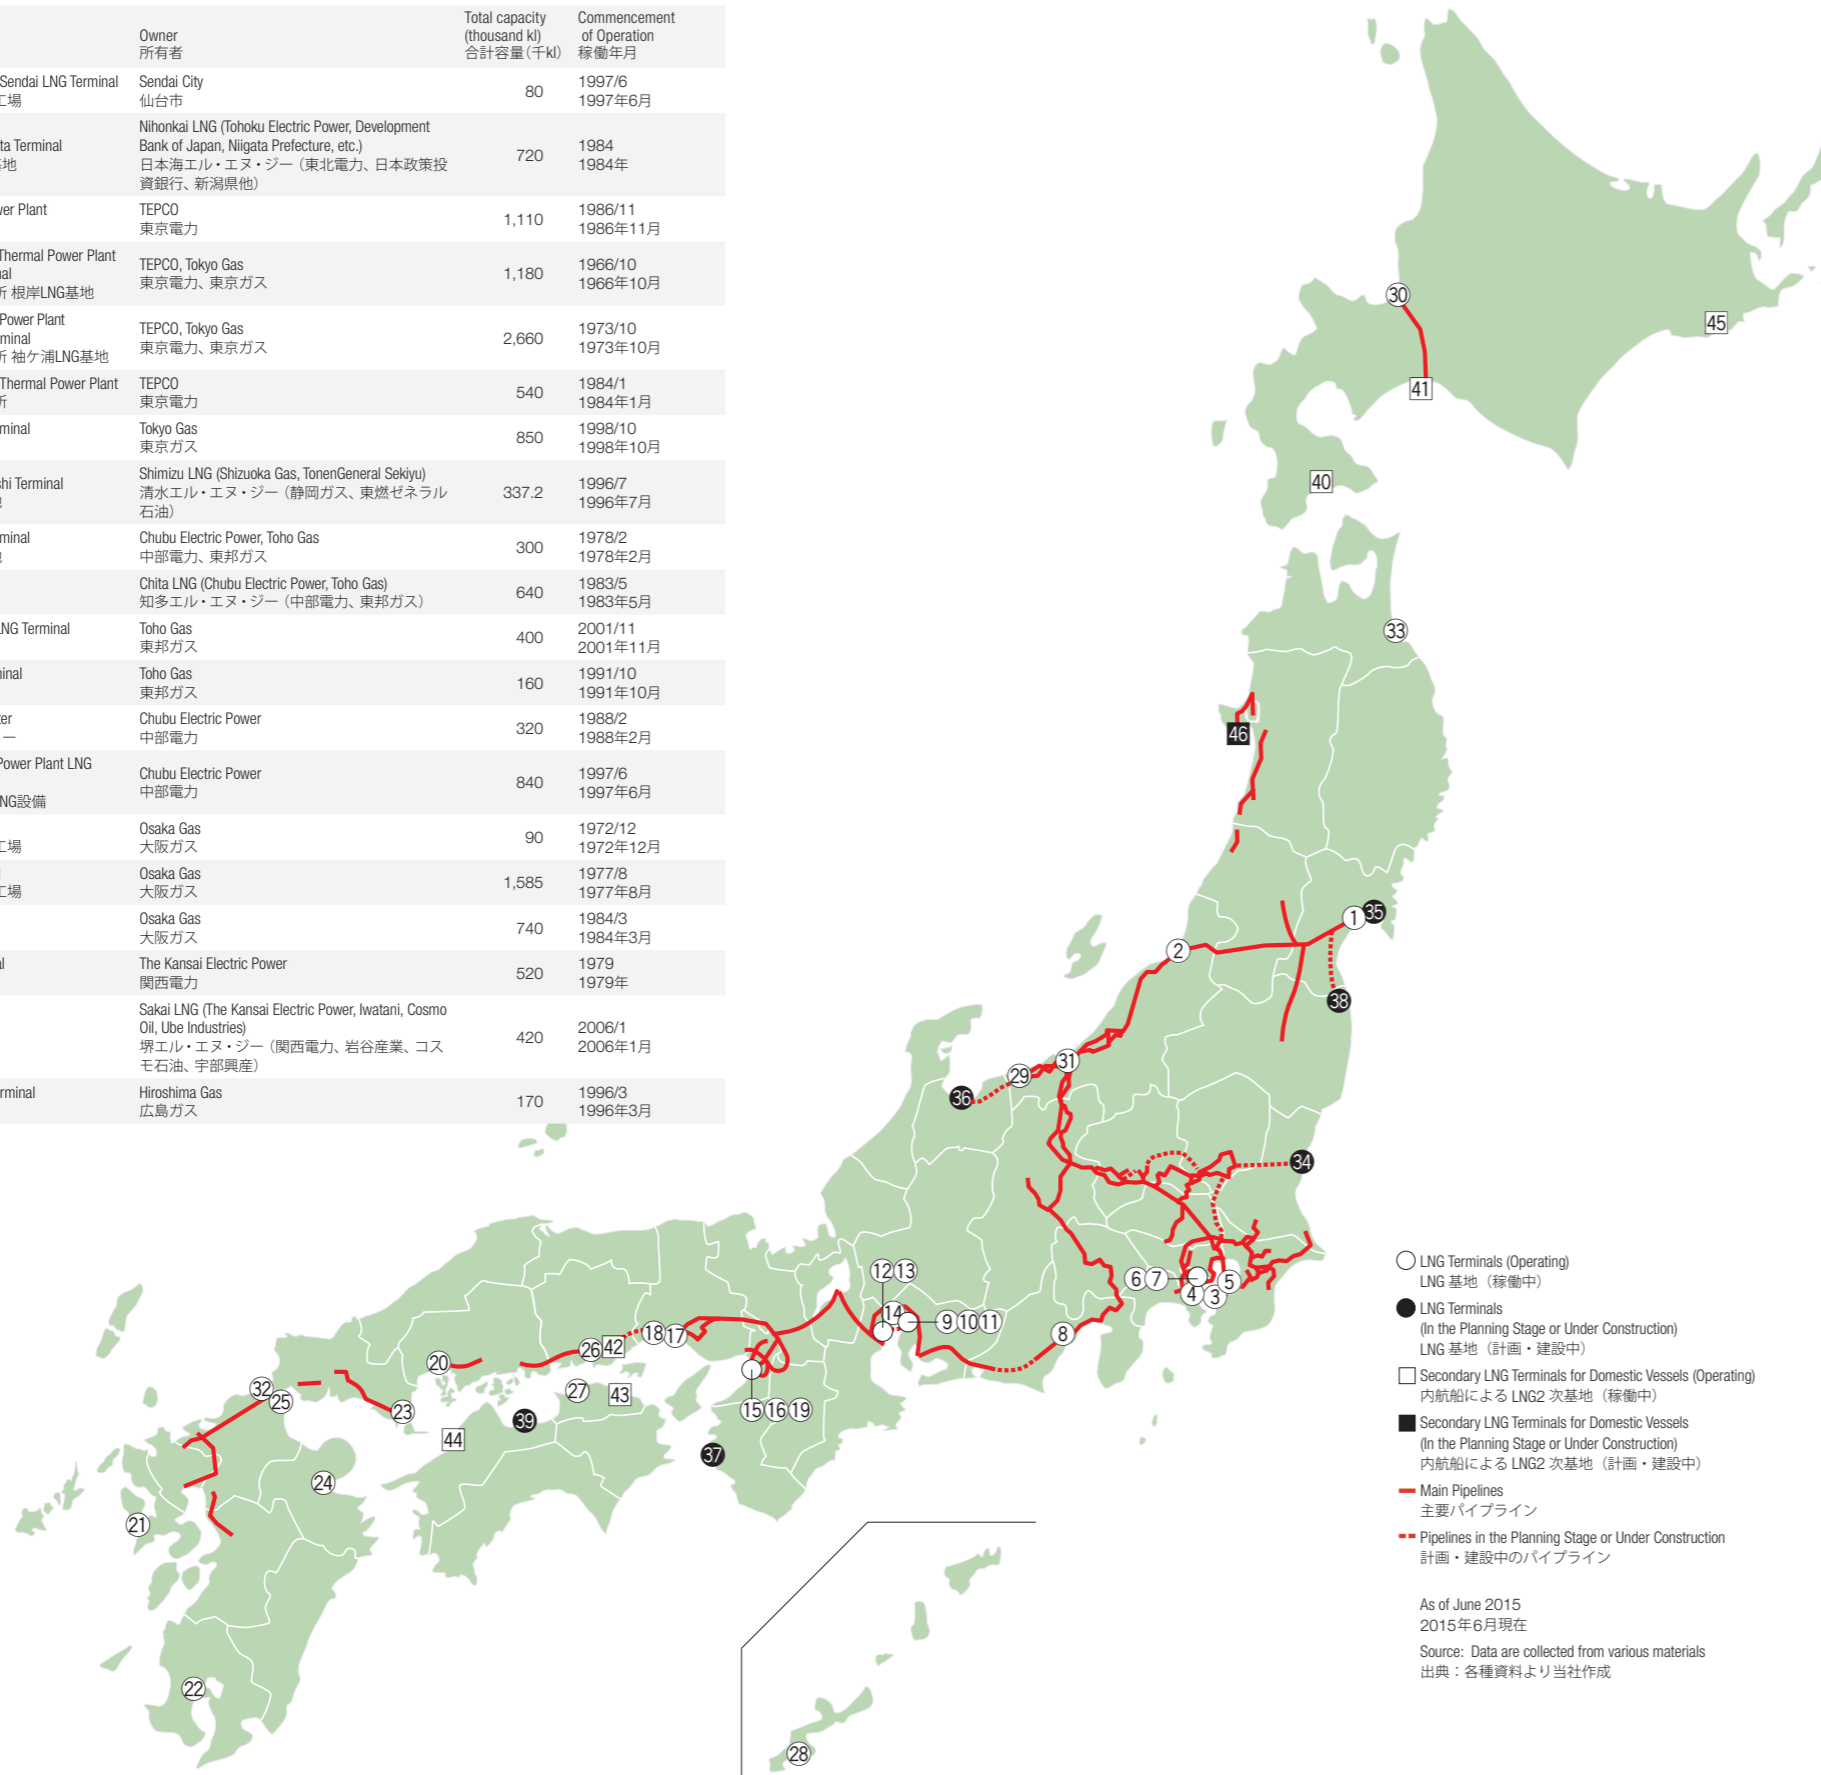 Owner
所有者
Total capacity
(thousand kl)
合計容量（千kl）
Commencement
of Operation
稼働年月
Sendai LNG Terminal
工場
Sendai City
仙台市
80
1997/6
1997年6月
ta Terminal
基地
Nihonkai LNG (Tohoku Electric Power, Development
Bank of Japan, Niigata Prefecture, etc.)
日本海エル・エヌ・ジー（東北電力、日本政策投
資銀行、新潟県他）
720
1984
1984年
wer Plant
TEPCO
東京電力
1,110
1986/11
1986年11月
Thermal Power Plant
nal
所 根岸LNG基地
TEPCO, Tokyo Gas
東京電力、東京ガス
1,180
1966/10
1966年10月
Power Plant
minal
所 袖ケ浦LNG基地
TEPCO, Tokyo Gas
東京電力、東京ガス
2,660
1973/10
1973年10月
Thermal Power Plant
所
TEPCO
東京電力
540
1984/1
1984年1月
minal
Tokyo Gas
東京ガス
850
1998/10
1998年10月
shi Terminal
地
Shimizu LNG (Shizuoka Gas, TonenGeneral Sekiyu)
清水エル・エヌ・ジー（静岡ガス、東燃ゼネラル
石油）
337.2
1996/7
1996年7月
minal
地
Chubu Electric Power, Toho Gas
中部電力、東邦ガス
300
1978/2
1978年2月
Chita LNG (Chubu Electric Power, Toho Gas)
知多エル・エヌ・ジー（中部電力、東邦ガス）
640
1983/5
1983年5月
LNG Terminal
Toho Gas
東邦ガス
400
2001/11
2001年11月
minal
Toho Gas
東邦ガス
160
1991/10
1991年10月
ter
ー
Chubu Electric Power
中部電力
320
1988/2
1988年2月
Power Plant LNG
NG設備
Chubu Electric Power
中部電力
840
1997/6
1997年6月
工場
Osaka Gas
大阪ガス
90
1972/12
1972年12月
工場
Osaka Gas
大阪ガス
1,585
1977/8
1977年8月
Osaka Gas
大阪ガス
740
1984/3
1984年3月
al
The Kansai Electric Power
関西電力
520
1979
1979年
Sakai LNG (The Kansai Electric Power, Iwatani, Cosmo
Oil, Ube Industries)
堺エル・エヌ・ジー（関西電力、岩谷産業、コス
モ石油、宇部興産）
420
2006/1
2006年1月
erminal
Hiroshima Gas
広島ガス
170
1996/3
1996年3月
30
45
41
40
33
46
1
35
2
38
31
29
36
34
12 13
6 7
5
4
3
14
9 10 11
8
18 17
26 42
20
32
25
27
43
23
39
15 16 19
44
37
24
21
22
28
LNG Terminals (Operating)
LNG 基地（稼働中）
LNG Terminals
(In the Planning Stage or Under Construction)
LNG 基地（計画・建設中）
Secondary LNG Terminals for Domestic Vessels (Operating)
内航船による LNG2 次基地（稼働中）
Secondary LNG Terminals for Domestic Vessels
(In the Planning Stage or Under Construction)
内航船による LNG2 次基地（計画・建設中）
Main Pipelines
主要パイプライン
Pipelines in the Planning Stage or Under Construction
計画・建設中のパイプライン
As of June 2015
2015年6月現在
Source: Data are collected from various materials
出典：各種資料より当社作成